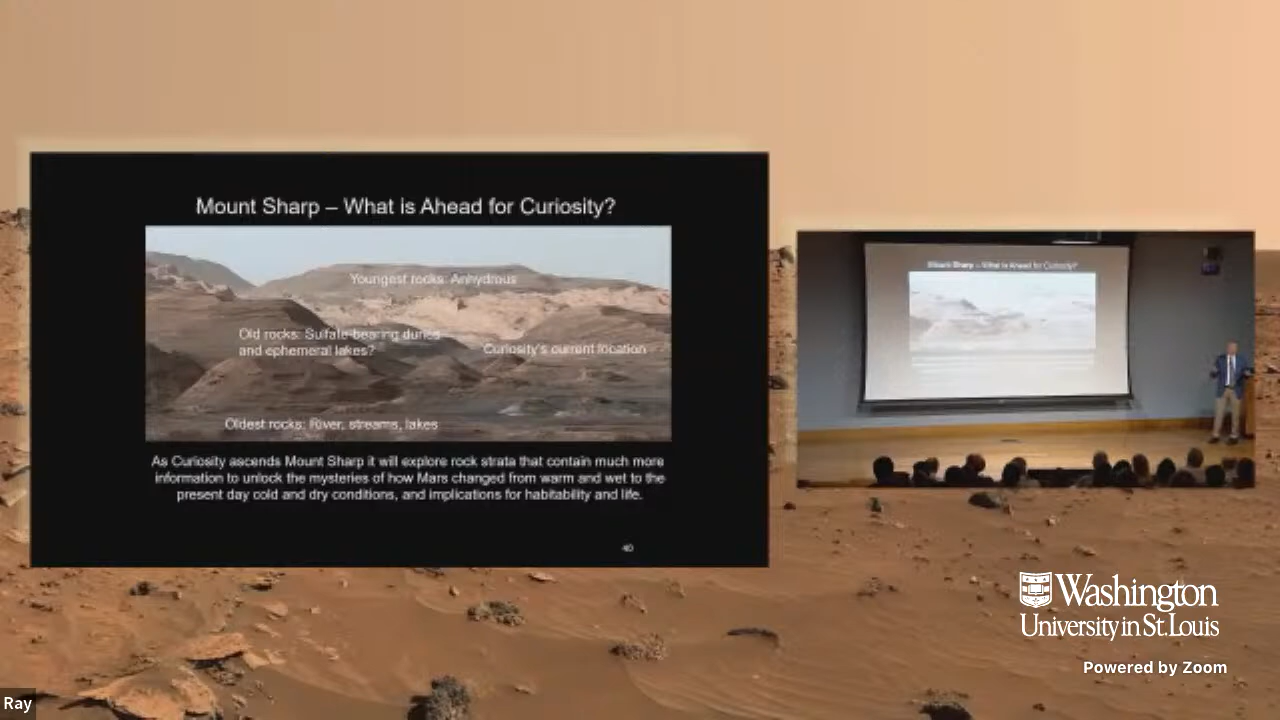 Mount Sharp – What is Ahead for Curiosity?
Youngest rocks: Anhydrous
Old rocks: Sulfate-bearing dunes
and ephemeral lakes?
Curiosity's current location
Oldest rocks: River, streams, lakes
As Curiosity ascends Mount Sharp it will explore rock strata that contain much more
information to unlock the mysteries of how Mars changed from warm and wet to the
present day cold and dry conditions, and implications for habitability and life.
40
Mount Sharp – What is Ahead for Curiosity?
Washington
University in St. Louis
Powered by Zoom
Ray